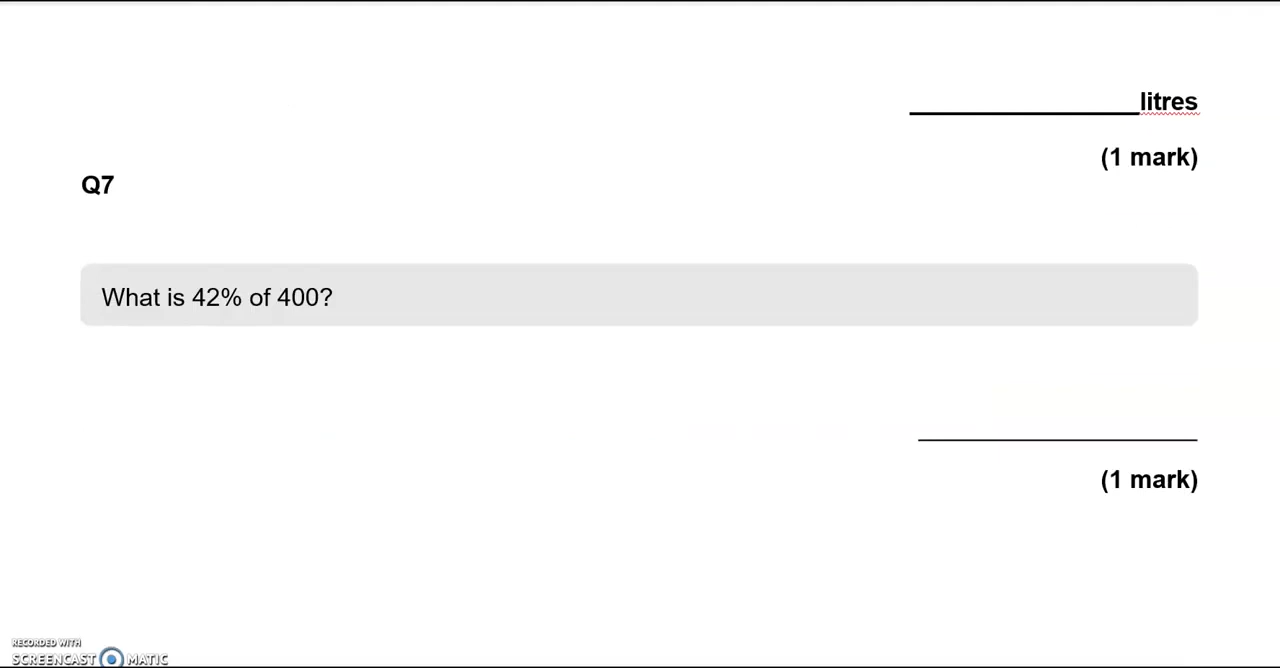 litres
(1 mark)
Q7
What is 42% of 400?
(1 mark)
RECORDED WITH
SCREENCAST MATIC